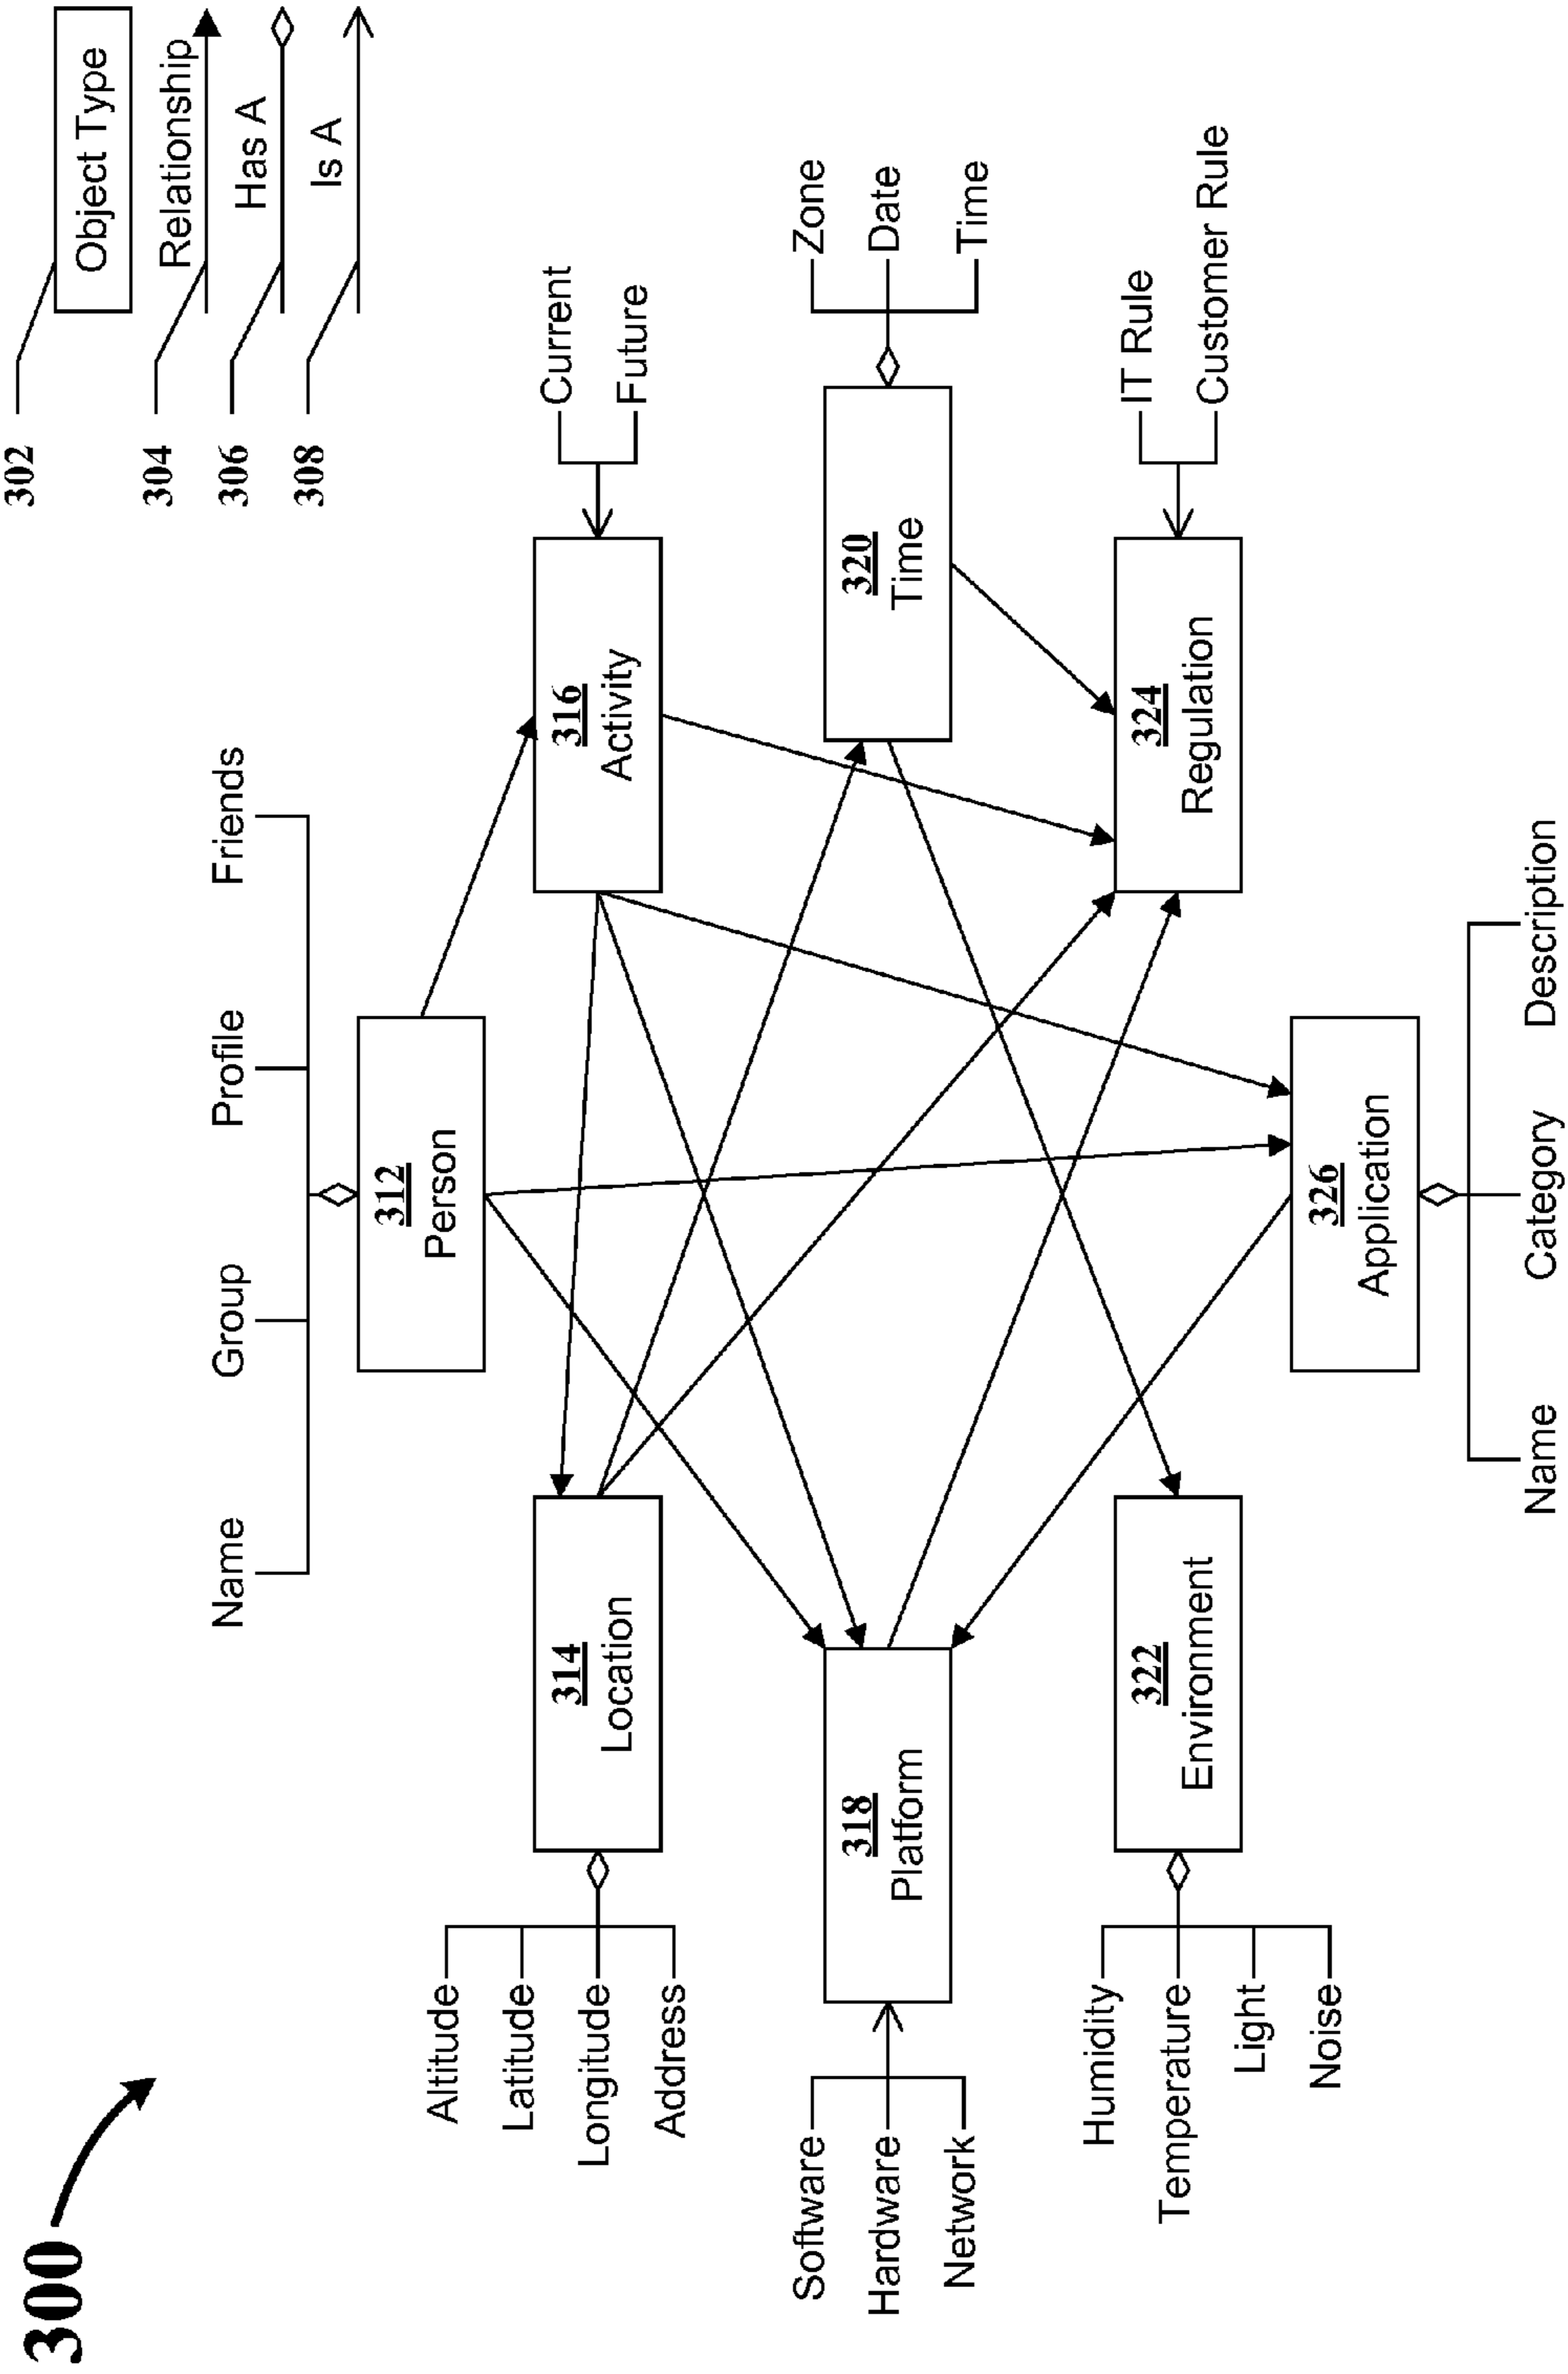 300
302
Object Type
304
Relationship
306
Has A
308
Is A
Name
Group
Profile
Friends
312
Person
Altitude
Latitude
Longitude
Address
314
Location
316
Activity
Current
Future
Software
Hardware
Network
318
Platform
320
Time
Zone
Date
Time
Humidity
Temperature
Light
Noise
322
Environment
324
Regulation
IT Rule
Customer Rule
326
Application
Name
Category
Description